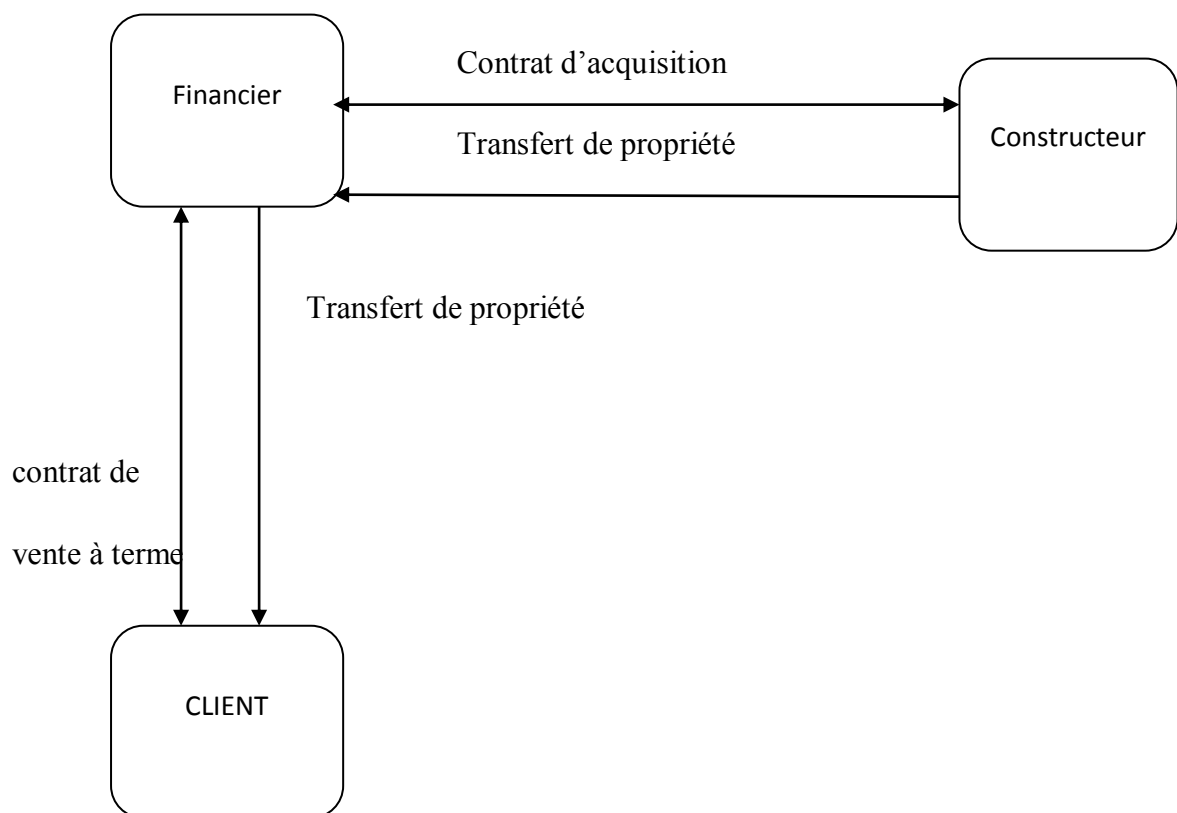 Financier
Contrat d’acquisition
Constructeur
Transfert de propriété
Transfert de propriété
contrat de
vente à terme
CLIENT